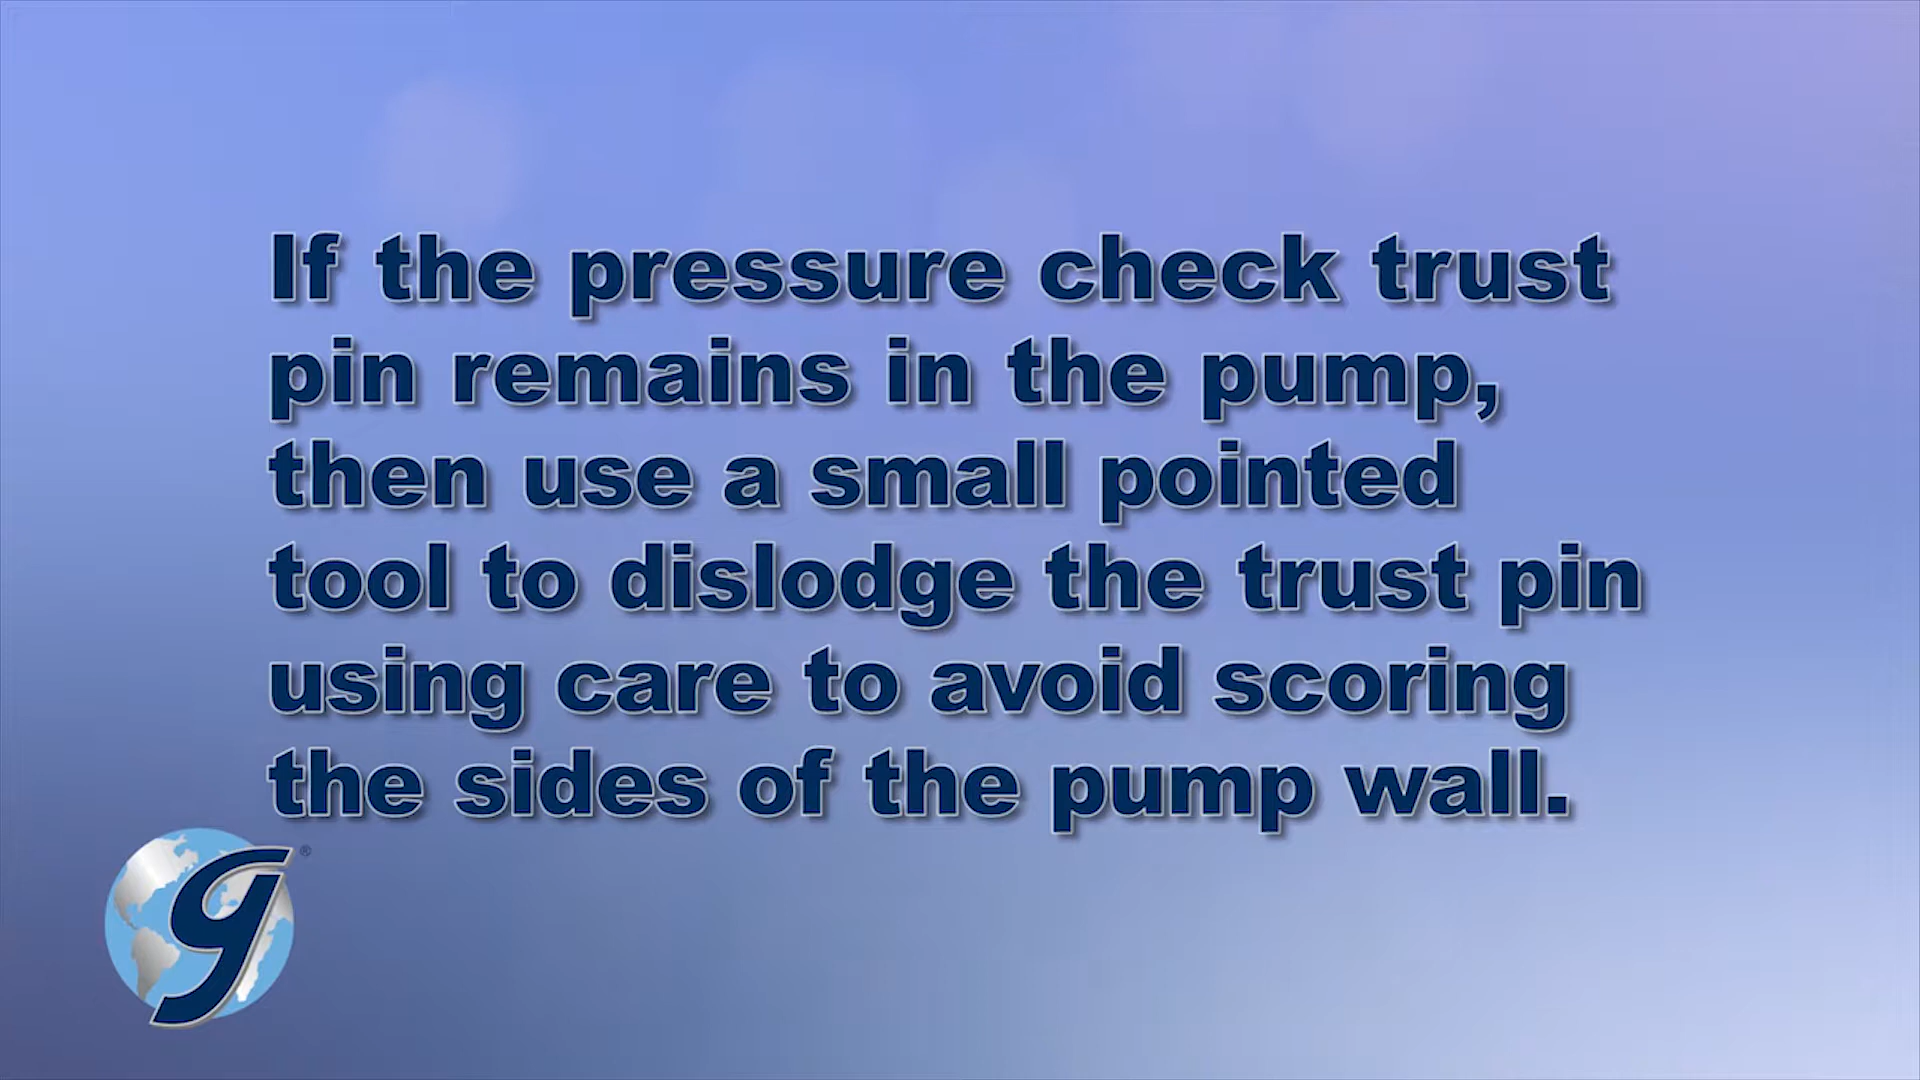 If the pressure check trust
pin remains in the pump,
then use a small pointed
tool to dislodge the trust pin
using care to avoid scoring
the sides of the pump wall.
g®